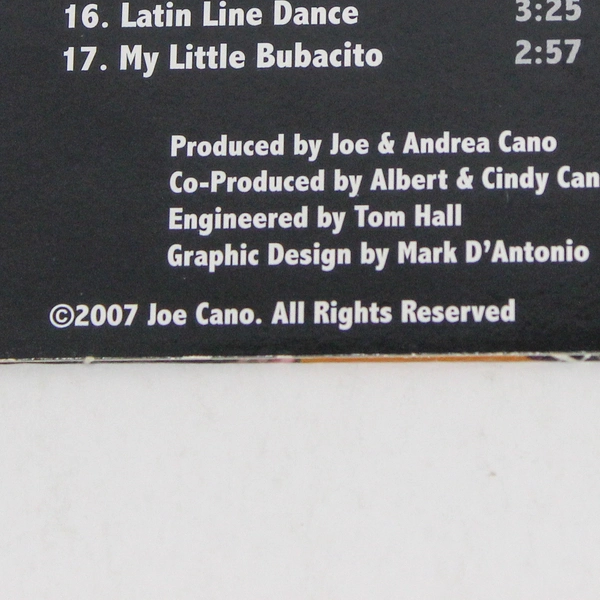 16. Latin Line Dance 3:25
17. My Little Bubacito 2:57
Produced by Joe & Andrea Cano
Co-Produced by Albert & Cindy Can
Engineered by Tom Hall
Graphic Design by Mark D'Antonio
©2007 Joe Cano. All Rights Reserved